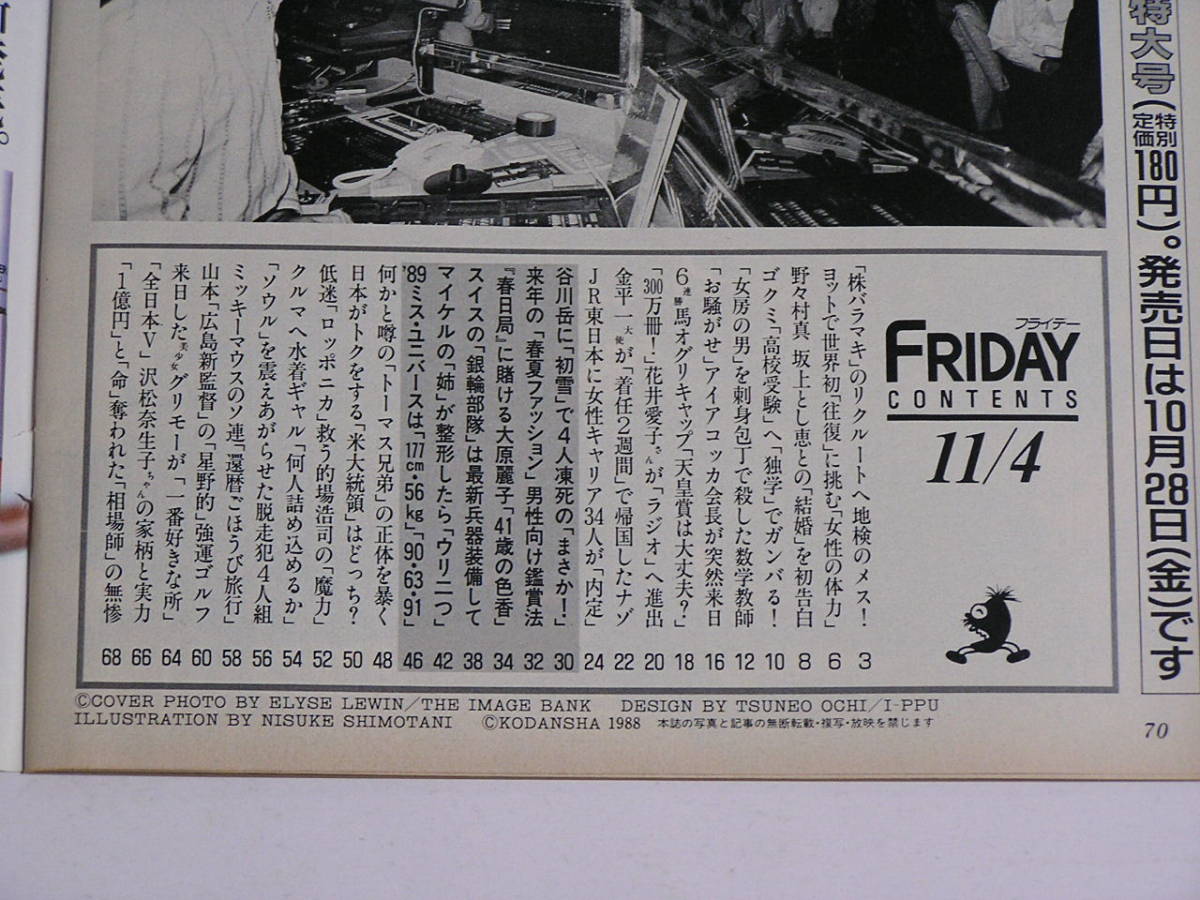 特大号(特別定価180円)。発売日は10月28日(金)です
フライデー
FRIDAY
CONTENTS
11/4
「株バラマキ」のリクルートへ地検のメス! 3
ヨットで世界初「往復」に挑む「女性の体力」 6
野々村真 坂上とし恵との「結婚」を初告白 8
ゴクミ「高校受験」へ「独学」でガンバる! 10
「女房の男」を刺身包丁で殺した数学教師 12
「お騒がせ」アイアコッカ会長が突然来日 16
6連勝馬オグリキャップ「天皇賞は大丈夫?」 18
「300万冊!」花井愛子さんが「ラジオ」へ進出 20
金平一大使が「着任2週間」で帰国したナゾ 22
JR東日本に女性キャリア34人が「内定」 24
谷川岳に「初雪」で4人凍死の「まさか!」 30
来年の「春夏ファッション」男性向け鑑賞法 32
『春日局』に賭ける大原麗子「41歳の色香」 34
スイスの「銀輪部隊」は最新兵器装備して 38
マイケルの「姉」が整形したら「ウリ二つ」 42
'89ミス・ユニバースは「177cm・56kg」「90・63・91」 46
何かと噂の「トーマス兄弟」の正体を暴く 48
日本がトクをする「米大統領」はどっち? 50
低迷「ロッポニカ」救う的場浩司の「魔力」 52
クルマへ水着ギャル「何人詰め込めるか」 54
「ソウル」を震えあがらせた脱走犯4人組 56
ミッキーマウスのソ連「還暦ごほうび旅行」 58
山本「広島新監督」の「星野的」強運ゴルフ 60
来日した美少女グリモーが「一番好きな所」 64
「全日本V」沢松奈生子ちゃんの家柄と実力 66
「1億円」と「命」奪われた「相場師」の無惨 68
©COVER PHOTO BY ELYSE LEWIN/THE IMAGE BANK DESIGN BY TSUNEO OCHI/I-PPU
ILLUSTRATION BY NISUKE SHIMOTANI ©KODANSHA 1988 本誌の写真と記事の無断転載・複写・放映を禁じます
70